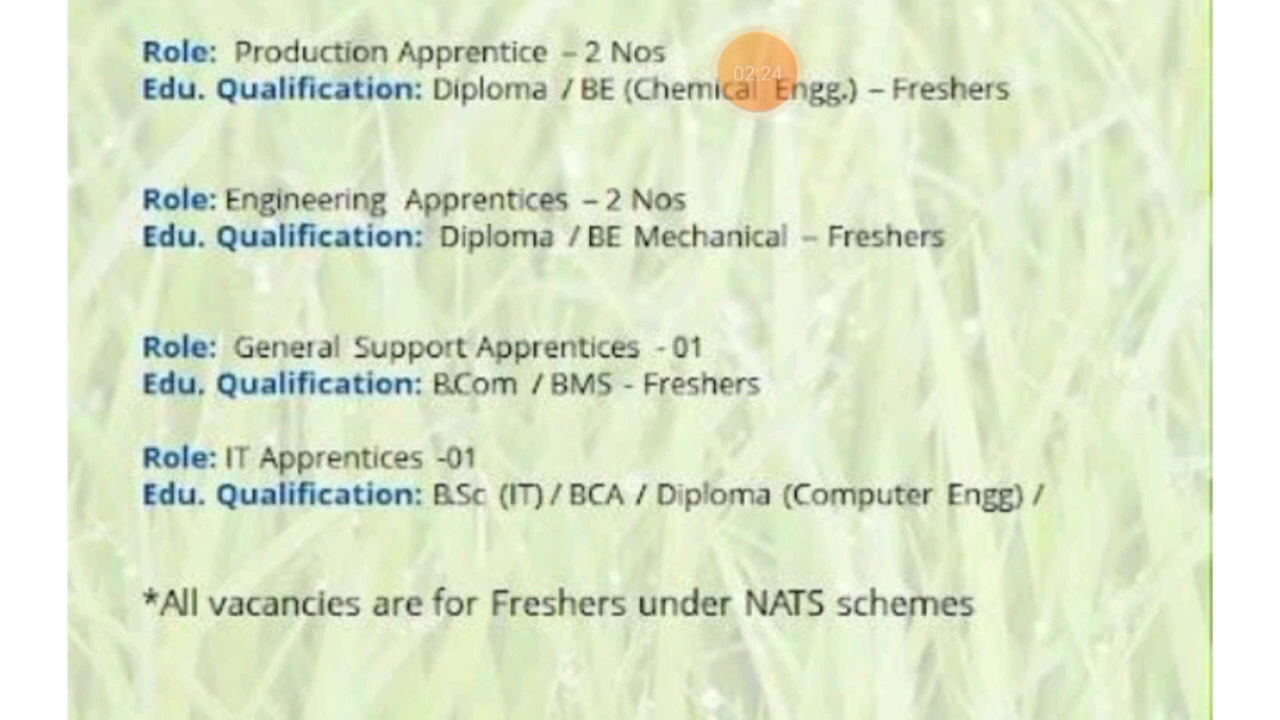 Role: Production Apprentice – 2 Nos
02:24
Edu. Qualification: Diploma / BE (Chemical Engg.) – Freshers
Role: Engineering Apprentices – 2 Nos
Edu. Qualification: Diploma / BE Mechanical – Freshers
Role: General Support Apprentices - 01
Edu. Qualification: B.Com / BMS - Freshers
Role: IT Apprentices -01
Edu. Qualification: B.Sc (IT) / BCA / Diploma (Computer Engg) /
*All vacancies are for Freshers under NATS schemes